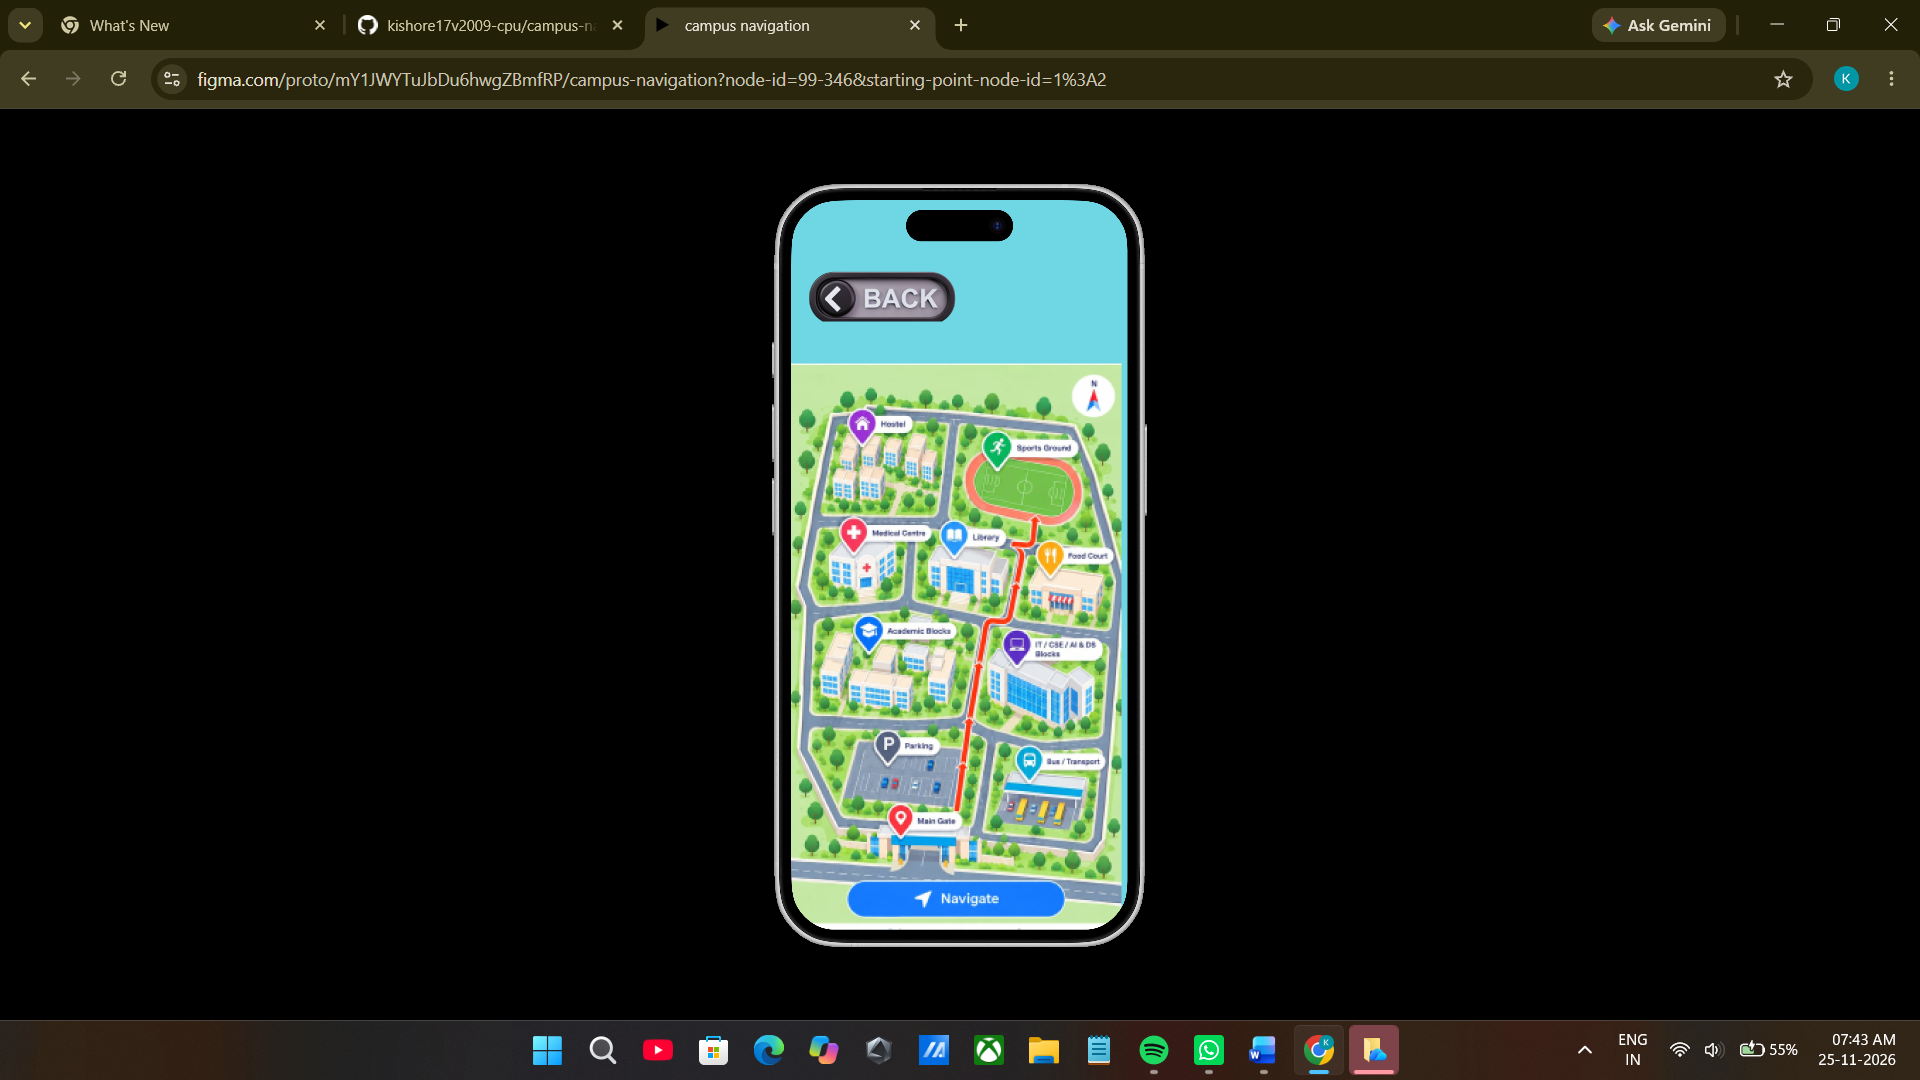 What's New
kishore17v2009-cpu/campus-na
campus navigation
Ask Gemini
figma.com/proto/mY1JWYTuJbDu6hwgZBmfRP/campus-navigation?node-id=99-346&starting-point-node-id=1%3A2
K
BACK
N
Hostel
Sports Ground
Medical Centre
Library
Food Court
Academic Blocks
IT / CSE / AI & DS
Blocks
P
Parking
Bus / Transport
Main Gate
Navigate
ENG
IN
55%
07:43 AM
25-11-2026